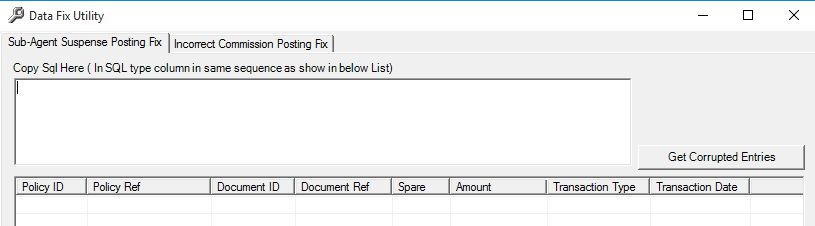 Data Fix Utility
Sub-Agent Suspense Posting Fix Incorrect Commission Posting Fix
Copy Sql Here ( In SQL type column in same sequence as show in below List)
Get Corrupted Entries
Policy ID Policy Ref Document ID Document Ref Spare Amount Transaction Type Transaction Date